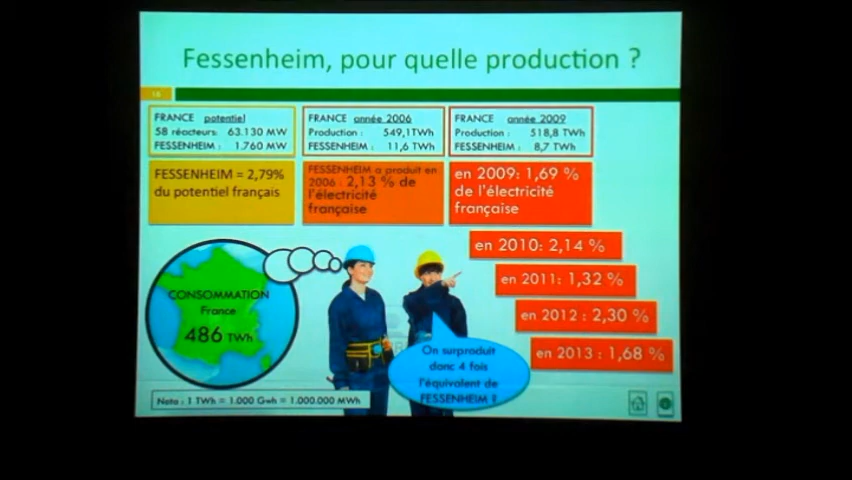 Fessenheim, pour quelle production ?
16
FRANCE potentiel
58 réacteurs: 63.130 MW
FESSENHEIM : 1.760 MW
FRANCE année 2006
Production : 549,1TWh
FESSENHEIM : 11,6 TWh
FRANCE année 2009
Production : 518,8 TWh
FESSENHEIM : 8,7 TWh
FESSENHEIM = 2,79%
du potentiel français
FESSENHEIM a produit en
2006 : 2,13 % de
l'électricité
française
en 2009: 1,69 %
de l'électricité
française
en 2010: 2,14 %
en 2011: 1,32 %
en 2012 : 2,30 %
en 2013 : 1,68 %
CONSOMMATION
France
486 TWh
On surproduit
donc 4 fois
l'équivalent de
FESSENHEIM !
Nota : 1 TWh = 1.000 Gwh = 1.000.000 MWh